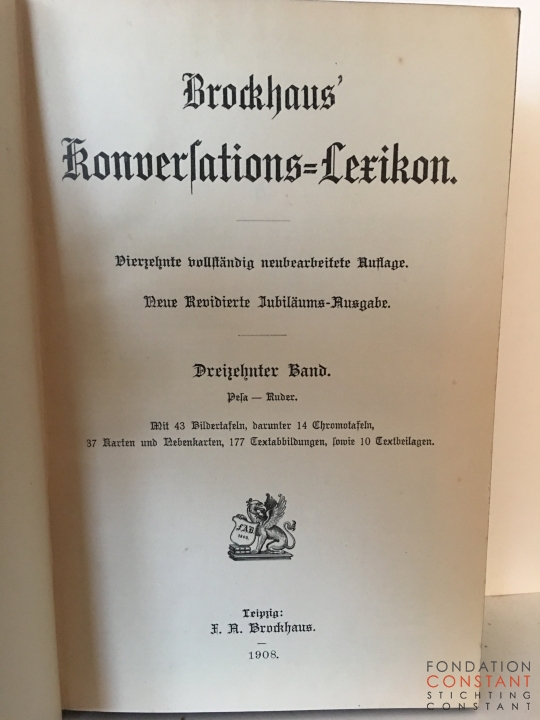 Brockhaus'
Konverſations=Lexikon.
Vierzehnte vollſtändig neubearbeitete Auflage.
Neue Revidierte Jubiläums-Ausgabe.
Dreizehnter Band.
Peſa — Ruder.
Mit 43 Bildertafeln, darunter 14 Chromotafeln,
37 Karten und Nebenkarten, 177 Textabbildungen, ſowie 10 Textbeilagen.
F.A.B.
Leipzig:
F. A. Brockhaus.
1908.
FONDATION
CONSTANT
STICHTING
CONSTANT